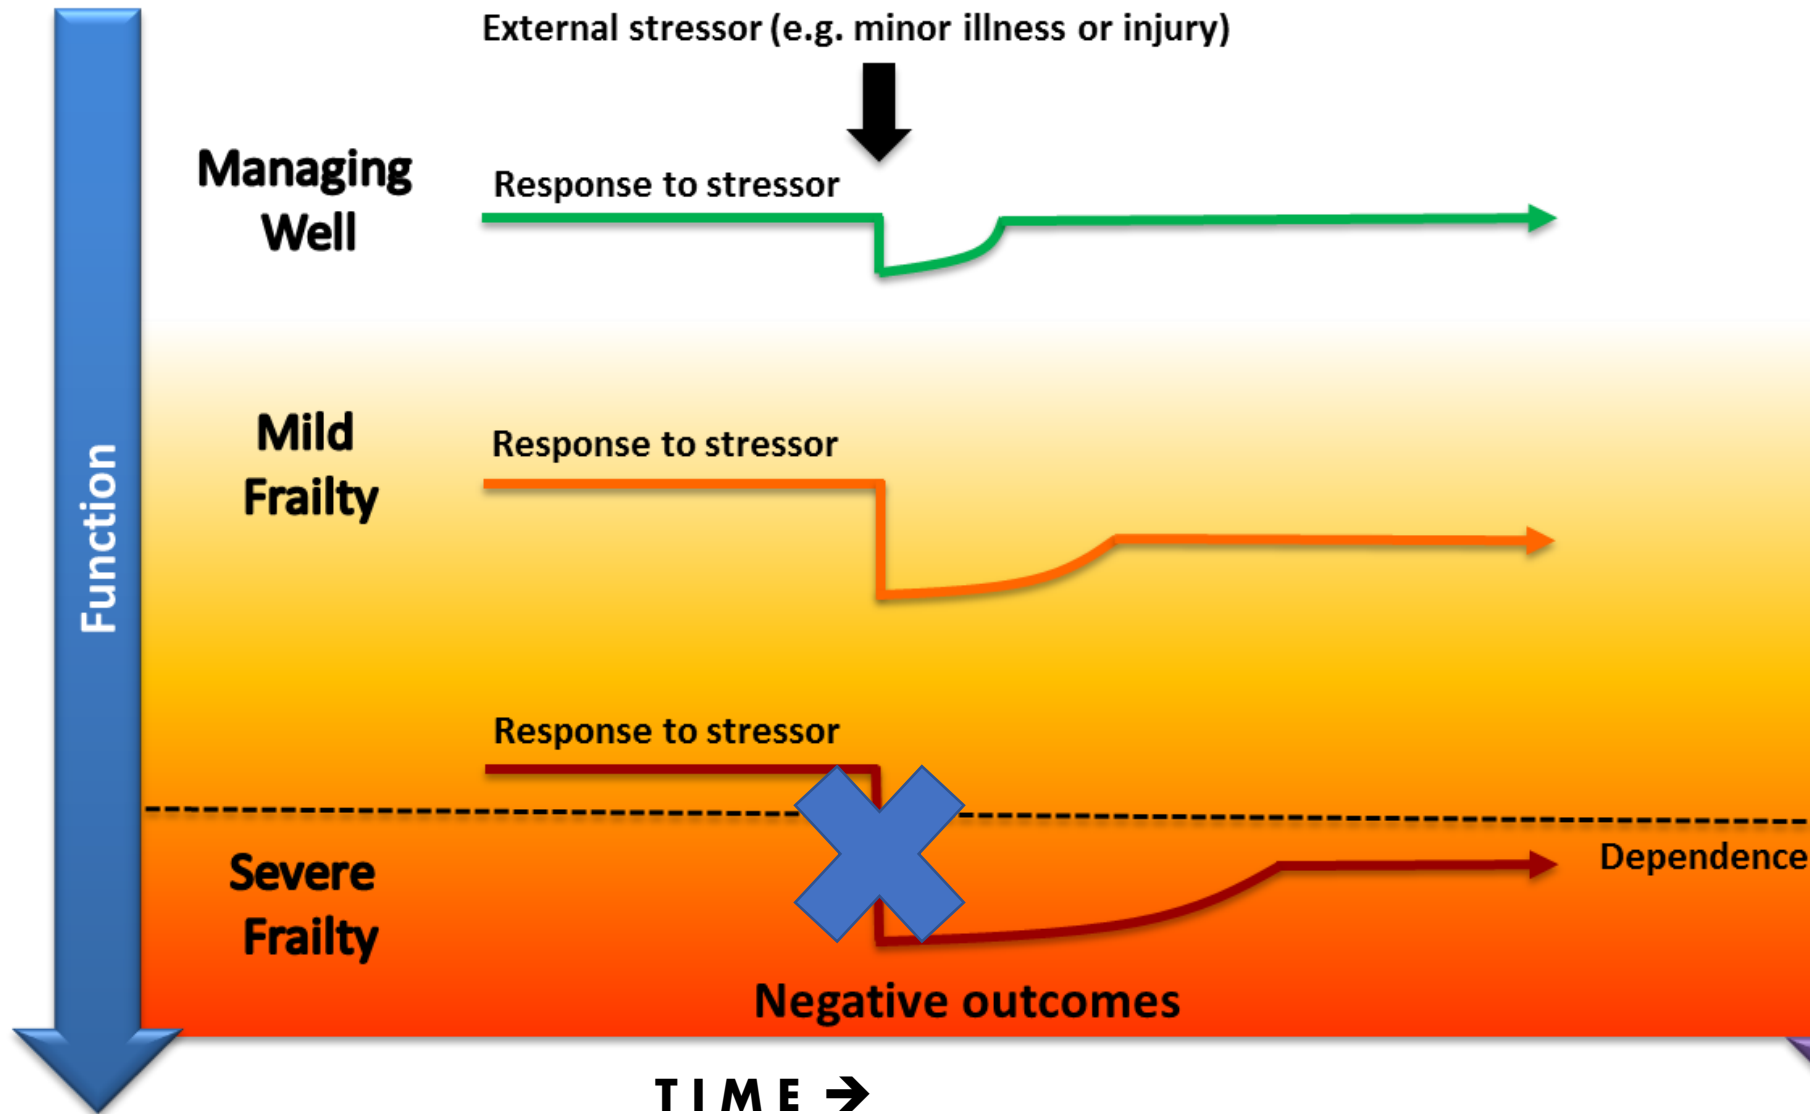 External stressor (e.g. minor illness or injury)
Managing
Well
Response to stressor
Mild
Frailty
Response to stressor
Function
Response to stressor
Severe
Frailty
Dependence
Negative outcomes
TIME →